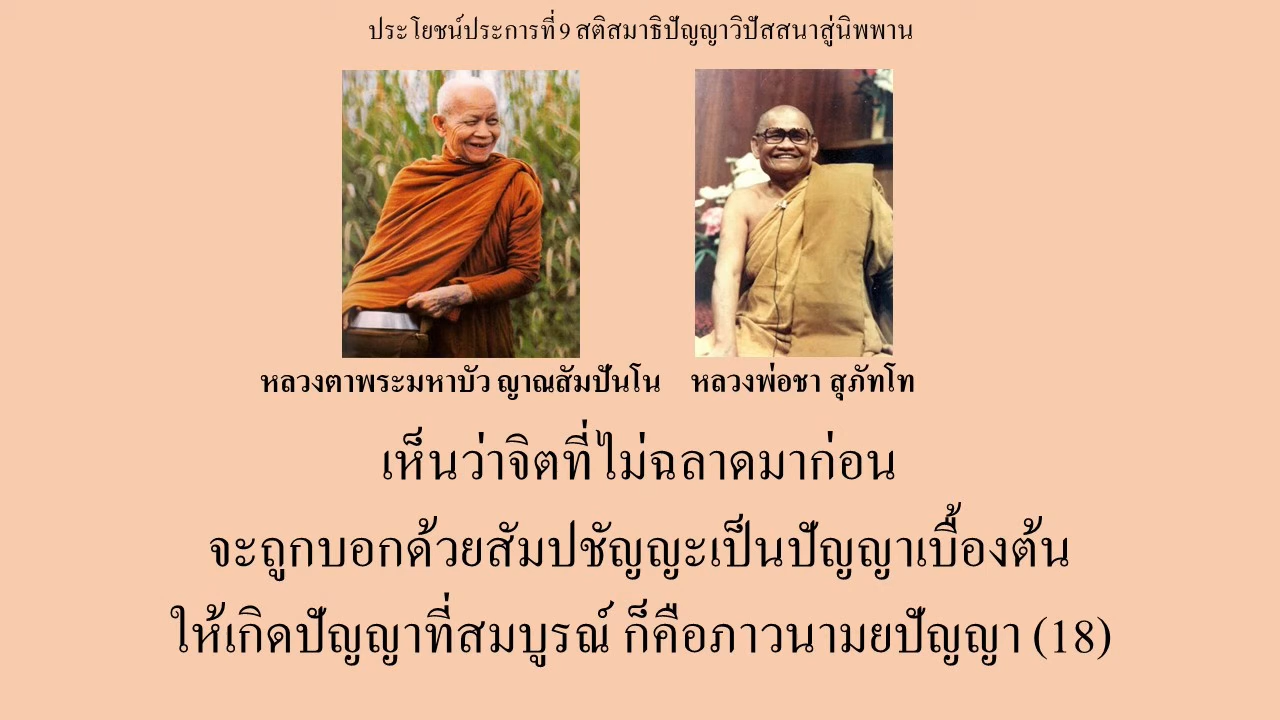 ประโยชน์ประการที่ 9 สติสมาธิปัญญาวิปัสสนาสู่นิพพาน
หลวงตาพระมหาบัว ญาณสัมปันโน หลวงพ่อชา สุภัทโท
เห็นว่าจิตที่ไม่ฉลาดมาก่อน
จะถูกบอกด้วยสัมปชัญญะเป็นปัญญาเบื้องต้น
ให้เกิดปัญญาที่สมบูรณ์ ก็คือภาวนามยปัญญา (18)